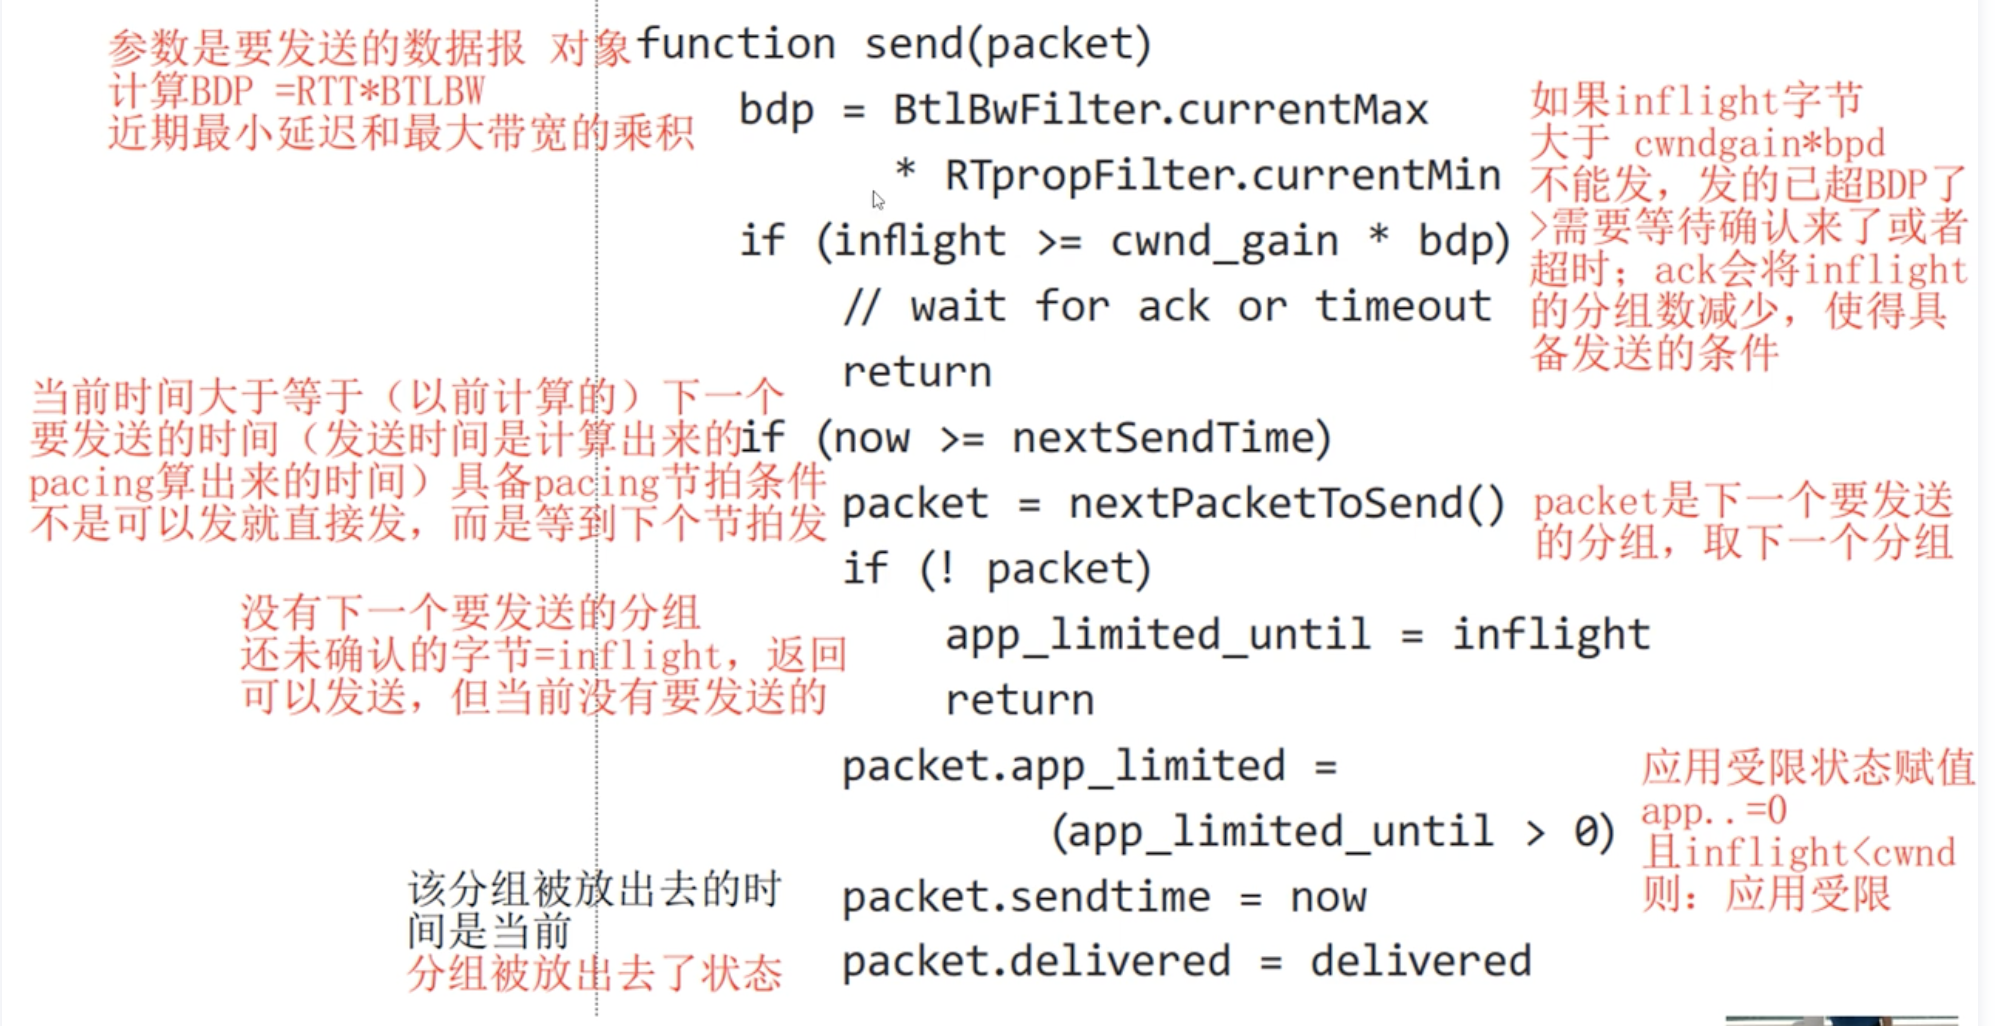 参数是要发送的数据报 对象
计算BDP =RTT*BTLBW
近期最小延迟和最大带宽的乘积
function send(packet)
bdp = BtlBwFilter.currentMax
* RTpropFilter.currentMin
if (inflight >= cwnd_gain * bdp)
// wait for ack or timeout
return
如果inflight字节
大于 cwndgain*bpd
不能发，发的已超BDP了
>需要等待确认来了或者
超时；ack会将inflight
的分组数减少，使得具
备发送的条件
当前时间大于等于（以前计算的）下一个
要发送的时间（发送时间是计算出来的
pacing算出来的时间）具备pacing节拍条件
不是可以发就直接发，而是等到下个节拍发
if (now >= nextSendTime)
packet = nextPacketToSend()
packet是下一个要发送
的分组，取下一个分组
if (! packet)
app_limited_until = inflight
return
没有下一个要发送的分组
还未确认的字节=inflight，返回
可以发送，但当前没有要发送的
packet.app_limited =
(app_limited_until > 0)
应用受限状态赋值
app..=0
且inflight<cwnd
则：应用受限
该分组被放出去的时
间是当前
分组被放出去了状态
packet.sendtime = now
packet.delivered = delivered